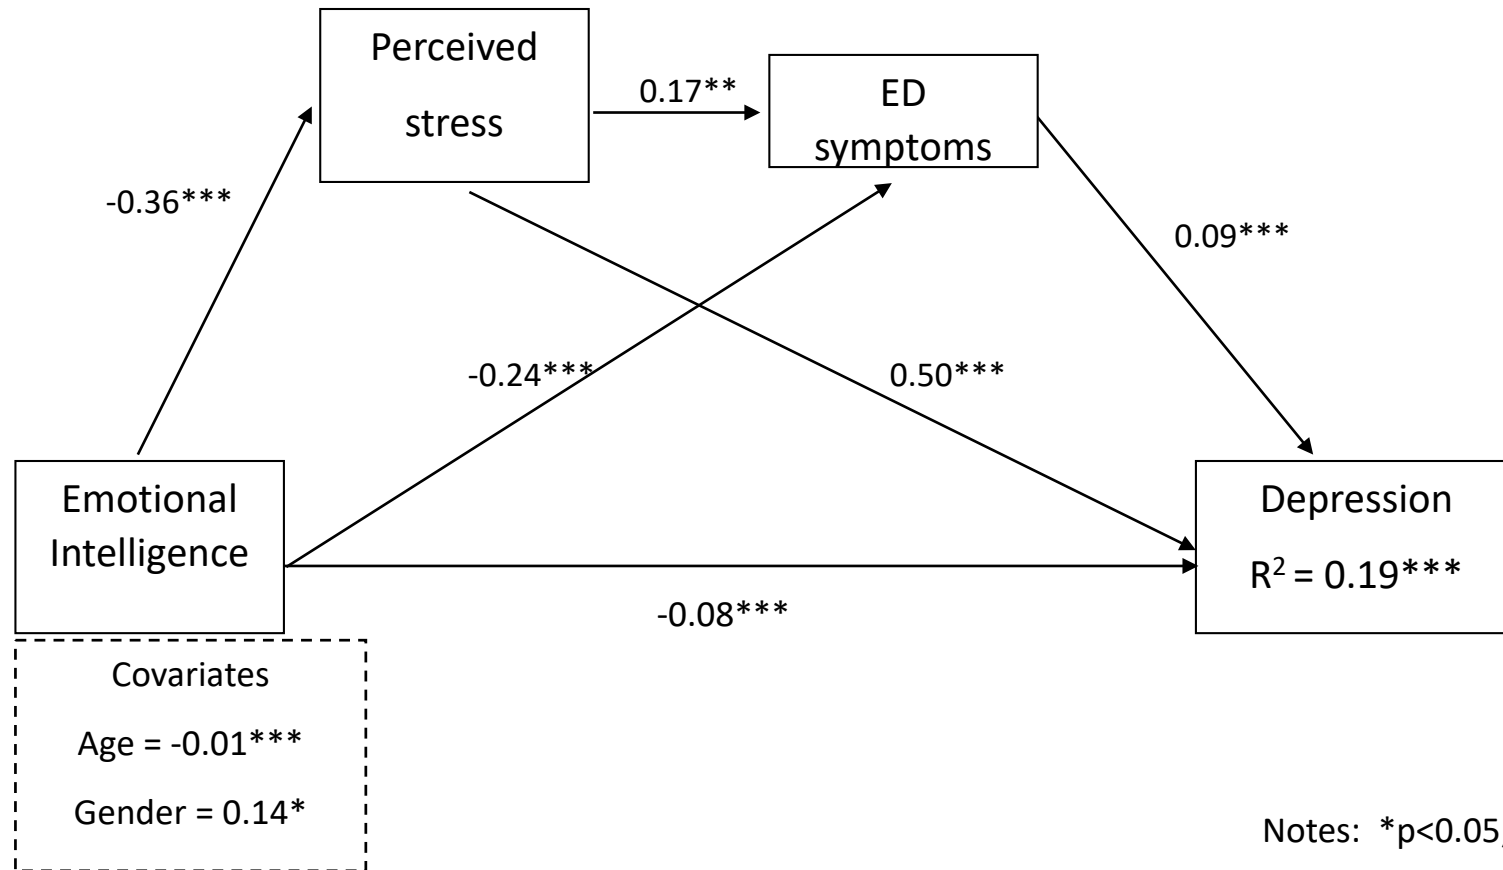 Perceived
stress
0.17**
ED
symptoms
-0.36***
0.09***
-0.24***
0.50***
Emotional
Intelligence
Depression
R² = 0.19***
-0.08***
Covariates
Age = -0.01***
Gender = 0.14*
Notes: *p<0.05,